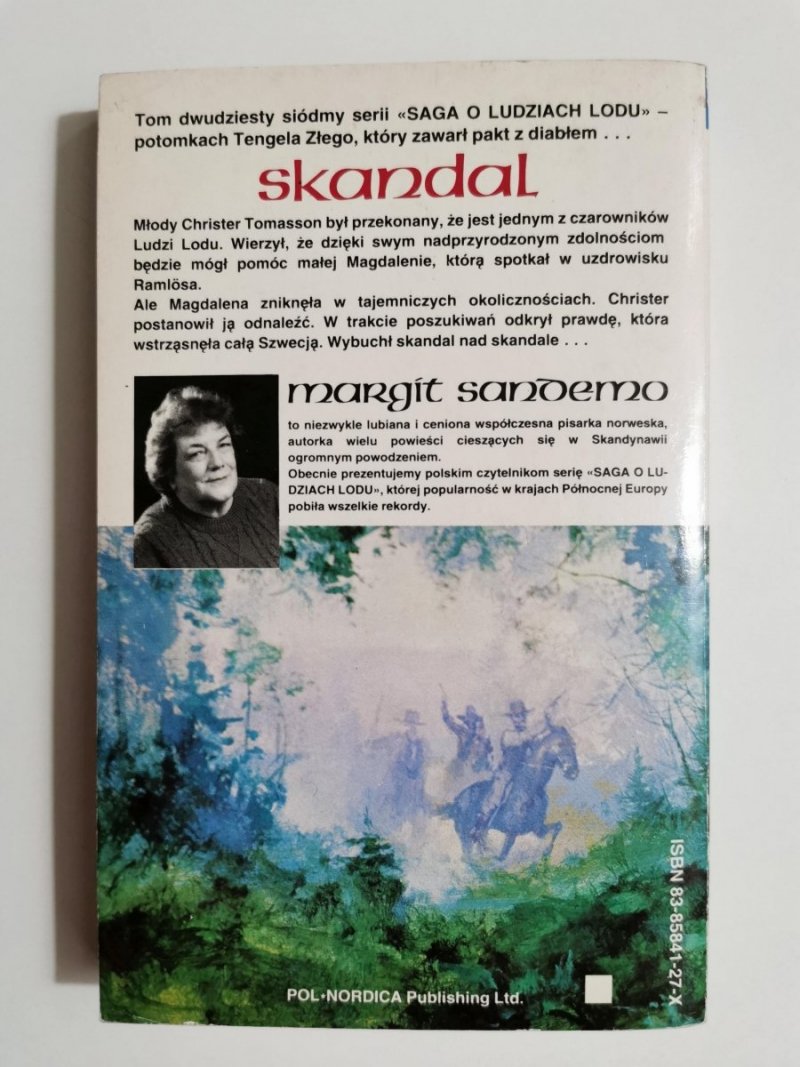 Tom dwudziesty siódmy serii «SAGA O LUDZIACH LODU» –
potomkach Tengela Złego, który zawarł pakt z diabłem . . .
skandal
Młody Christer Tomasson był przekonany, że jest jednym z czarowników
Ludzi Lodu. Wierzył, że dzięki swym nadprzyrodzonym zdolnościom
będzie mógł pomóc małej Magdalenie, którą spotkał w uzdrowisku
Ramlösa.
Ale Magdalena zniknęła w tajemniczych okolicznościach. Christer
postanowił ją odnaleźć. W trakcie poszukiwań odkrył prawdę, która
wstrząsnęła całą Szwecją. Wybuchł skandal nad skandale . . .
margit sandemo
to niezwykle lubiana i ceniona współczesna pisarka norweska,
autorka wielu powieści cieszących się w Skandynawii
ogromnym powodzeniem.
Obecnie prezentujemy polskim czytelnikom serię «SAGA O LU-
DZIACH LODU», której popularność w krajach Północnej Europy
pobiła wszelkie rekordy.
ISBN 83-85841-27-X
POL•NORDICA Publishing Ltd.